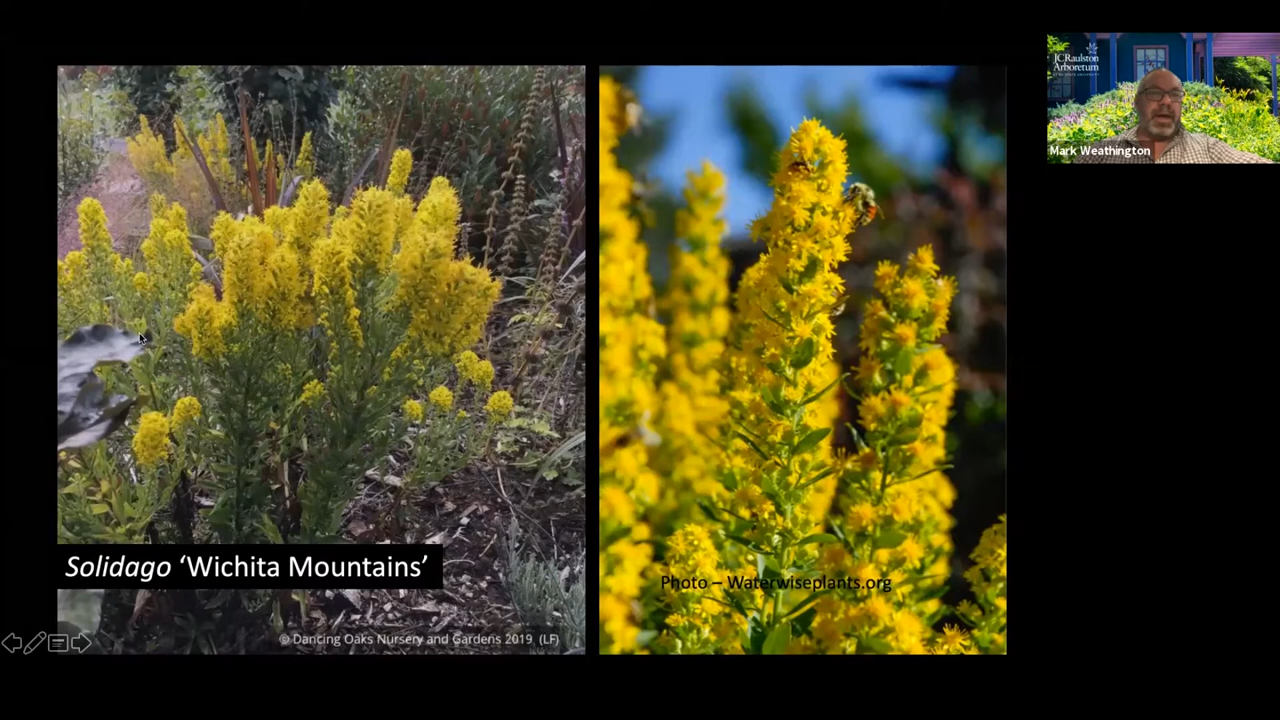 Solidago ‘Wichita Mountains’
© Dancing Oaks Nursery and Gardens 2019 (LF)
Photo – Waterwiseplants.org
JC Raulston
Arboretum
Mark Weathington